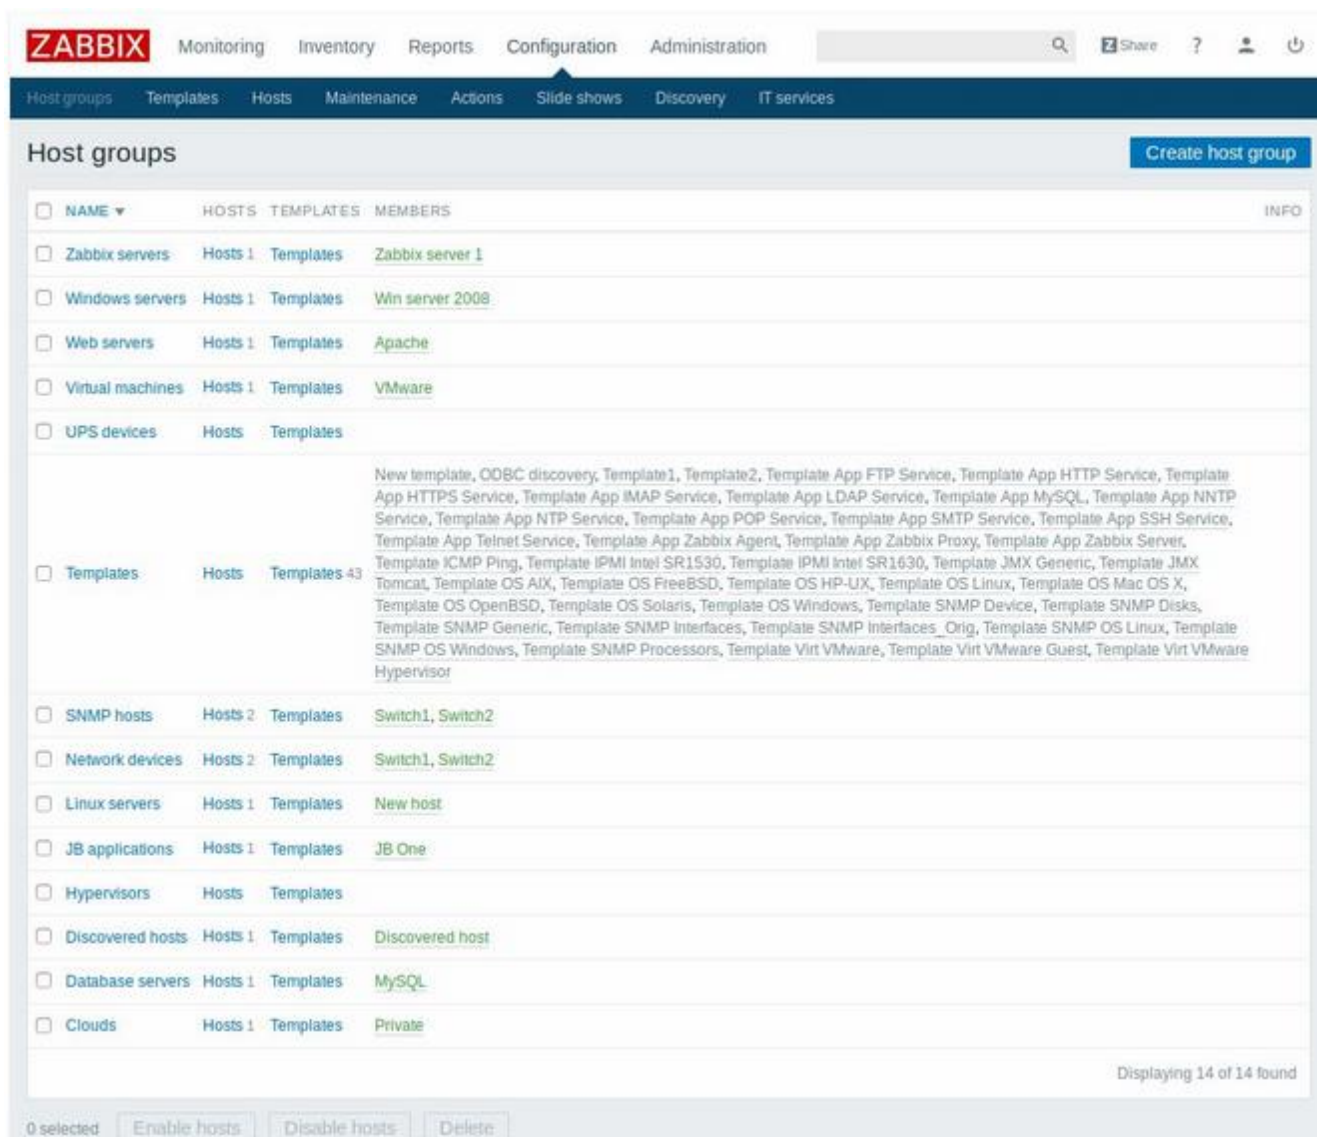 ZABBIX Monitoring Inventory Reports Configuration Administration Z Share ?
Host groups Templates Hosts Maintenance Actions Slide shows Discovery IT services
Host groups Create host group
NAME ▼ HOSTS TEMPLATES MEMBERS INFO
Zabbix servers Hosts 1 Templates Zabbix server 1
Windows servers Hosts 1 Templates Win server 2008
Web servers Hosts 1 Templates Apache
Virtual machines Hosts 1 Templates VMware
UPS devices Hosts Templates
New template, ODBC discovery, Template1, Template2, Template App FTP Service, Template App HTTP Service, Template
App HTTPS Service, Template App IMAP Service, Template App LDAP Service, Template App MySQL, Template App NNTP
Service, Template App NTP Service, Template App POP Service, Template App SMTP Service, Template App SSH Service,
Template App Telnet Service, Template App Zabbix Agent, Template App Zabbix Proxy, Template App Zabbix Server,
Template ICMP Ping, Template IPMI Intel SR1530, Template IPMI Intel SR1630, Template JMX Generic, Template JMX
Templates Hosts Templates 43
Tomcat, Template OS AIX, Template OS FreeBSD, Template OS HP-UX, Template OS Linux, Template OS Mac OS X,
Template OS OpenBSD, Template OS Solaris, Template OS Windows, Template SNMP Device, Template SNMP Disks,
Template SNMP Generic, Template SNMP Interfaces, Template SNMP Interfaces_Orig, Template SNMP OS Linux, Template
SNMP OS Windows, Template SNMP Processors, Template Virt VMware, Template Virt VMware Guest, Template Virt VMware
Hypervisor
SNMP hosts Hosts 2 Templates Switch1, Switch2
Network devices Hosts 2 Templates Switch1, Switch2
Linux servers Hosts 1 Templates New host
JB applications Hosts 1 Templates JB One
Hypervisors Hosts Templates
Discovered hosts Hosts 1 Templates Discovered host
Database servers Hosts 1 Templates MySQL
Clouds Hosts 1 Templates Private
Displaying 14 of 14 found
0 selected Enable hosts Disable hosts Delete